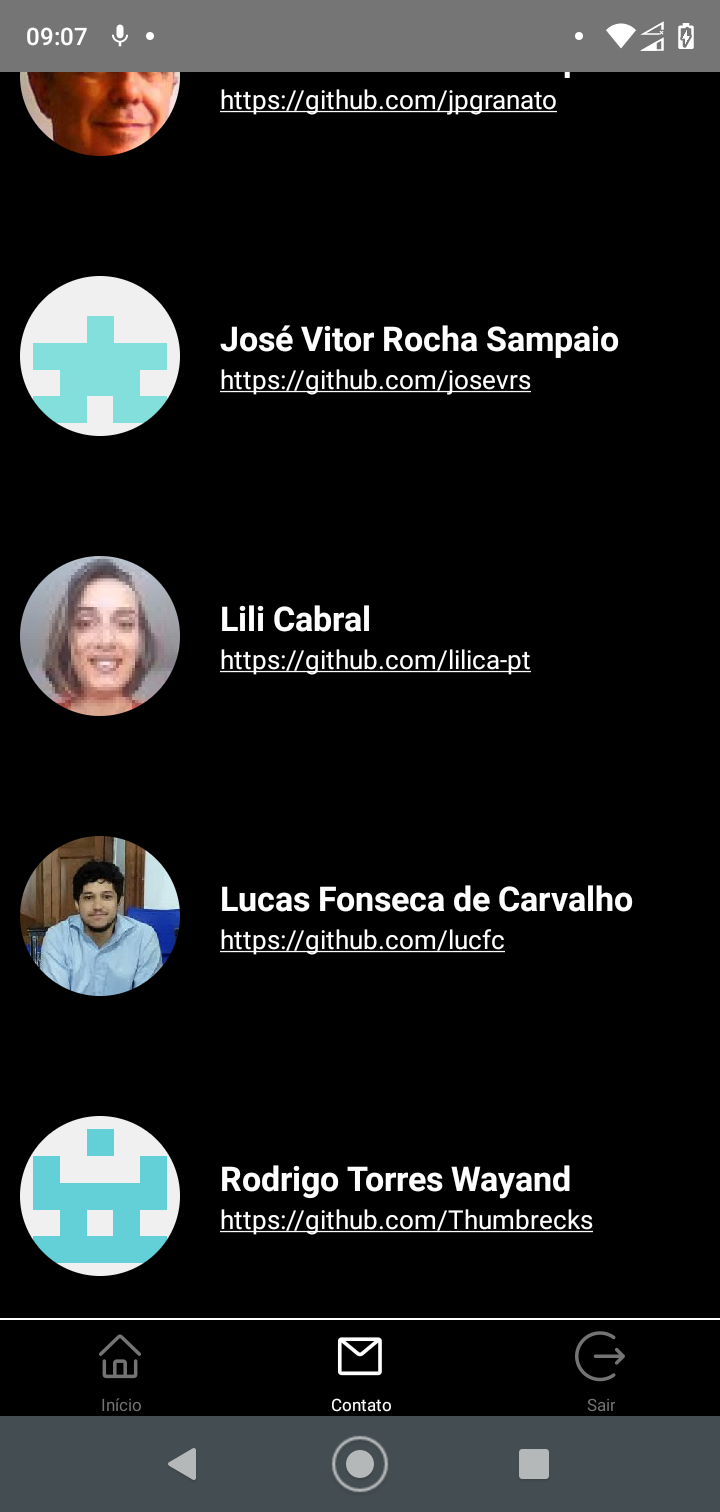 09:07
https://github.com/jpgranato
José Vitor Rocha Sampaio
https://github.com/josevrs
Lili Cabral
https://github.com/lilica-pt
Lucas Fonseca de Carvalho
https://github.com/lucfc
Rodrigo Torres Wayand
https://github.com/Thumbrecks
Início
Contato
Sair